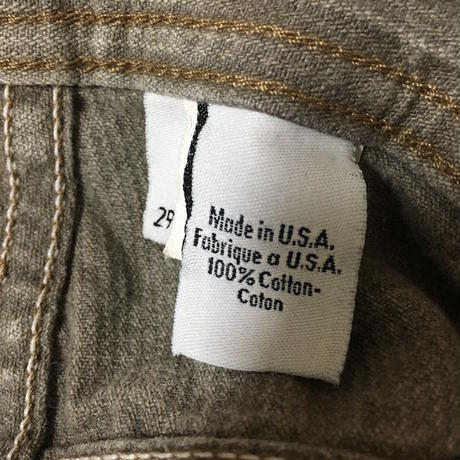 29
Made in U.S.A.
Fabrique a U.S.A.
100% Cotton-
Coton